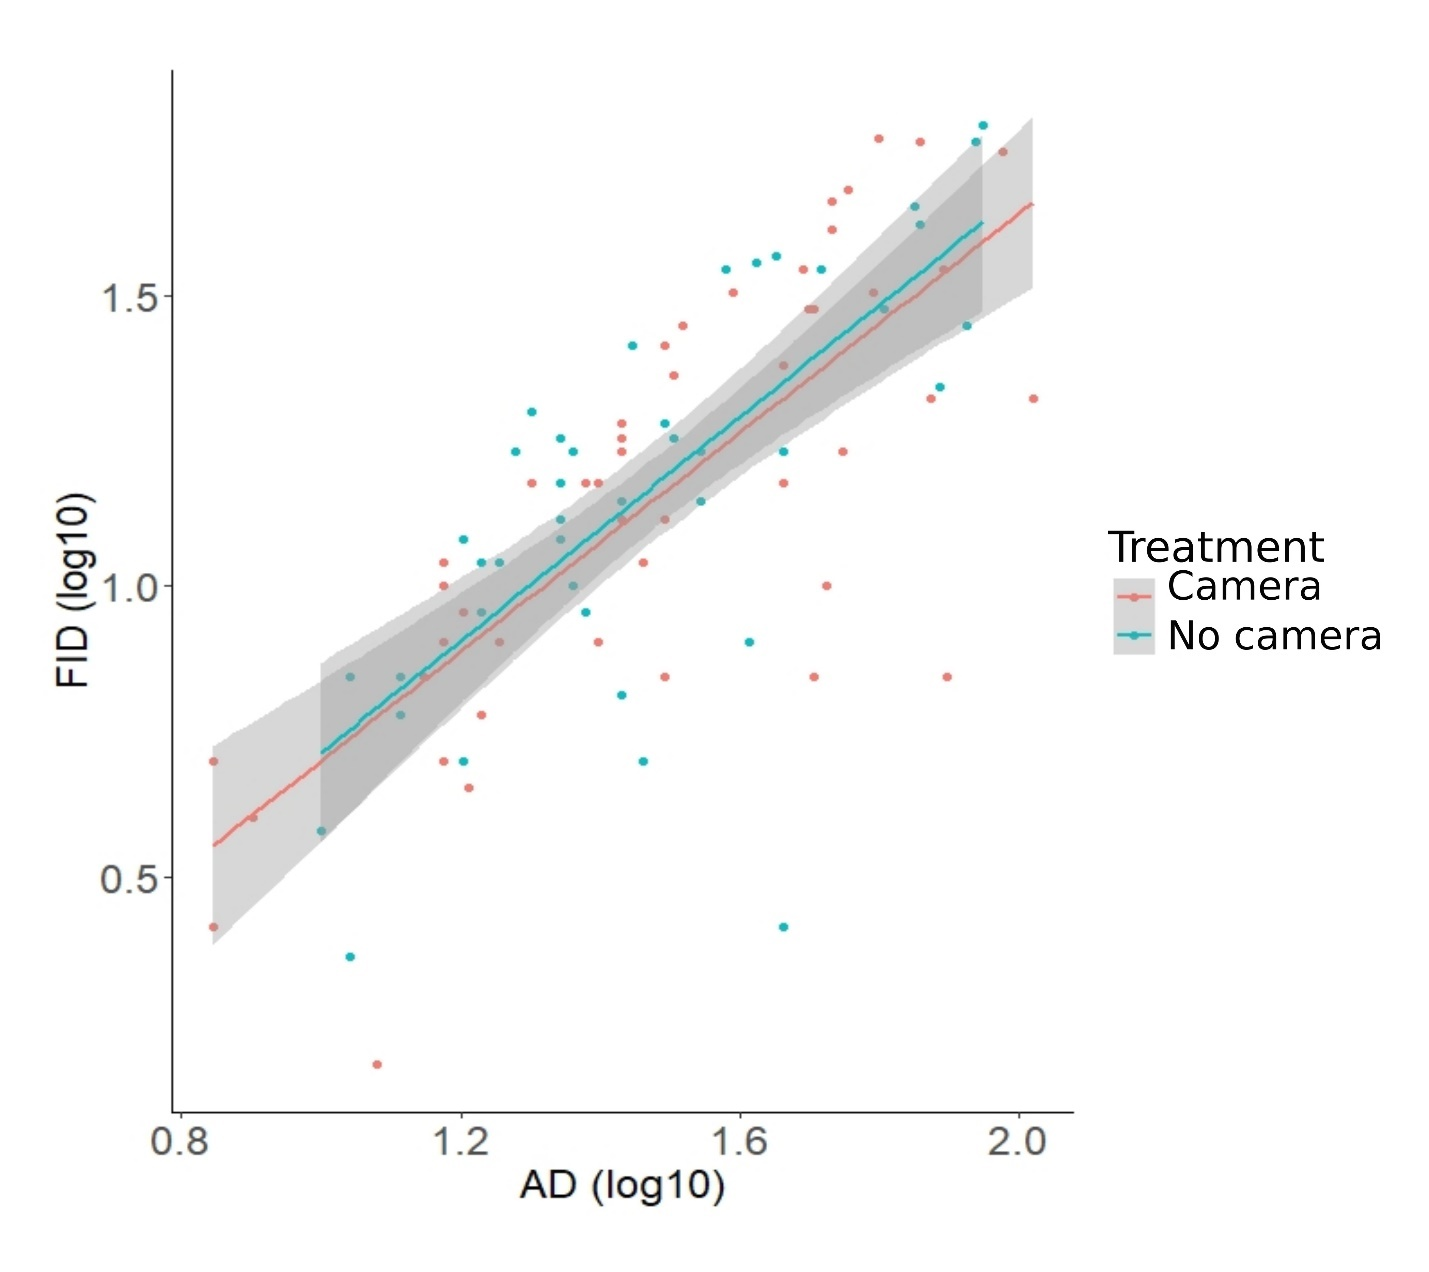 FID (log10)
1.5
1.0
0.5
0.8 1.2 1.6 2.0
AD (log10)
Treatment
Camera
No camera